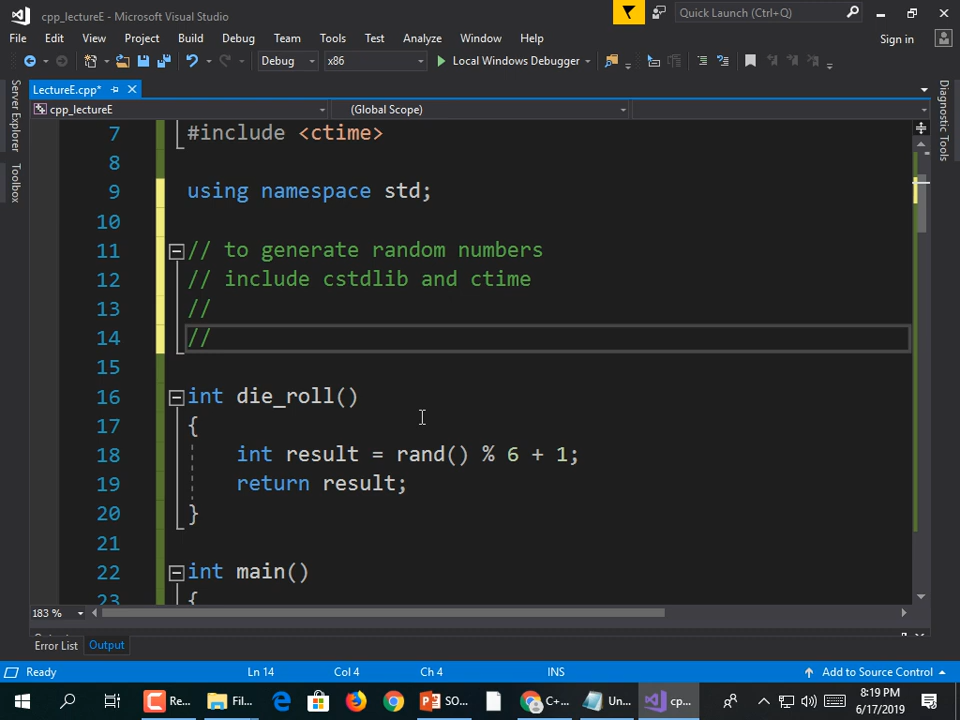 cpp_lectureE - Microsoft Visual Studio
Quick Launch (Ctrl+Q)
File Edit View Project Build Debug Team Tools Test Analyze Window Help
Sign in
Debug x86 Local Windows Debugger
LectureE.cpp*
cpp_lectureE (Global Scope)
Server Explorer
Toolbox
Diagnostic Tools
7 #include <ctime>
8
9 using namespace std;
10
11 // to generate random numbers
12 // include cstdlib and ctime
13 //
14 //
15
16 int die_roll()
17 {
18 int result = rand() % 6 + 1;
19 return result;
20 }
21
22 int main()
23 {
183 %
Error List Output
Ready Ln 14 Col 4 Ch 4 INS Add to Source Control
Re... Fil... SO... C+... Un... cp...
8:19 PM
6/17/2019